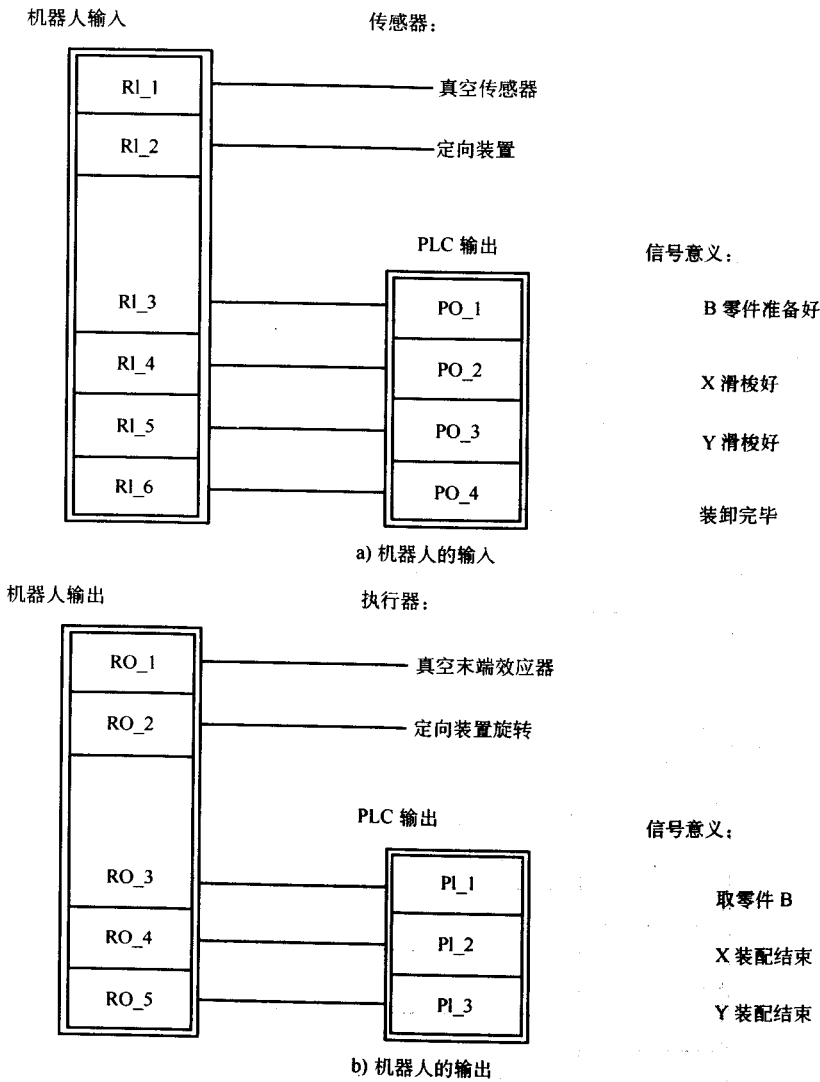 机器人输入
传感器：
RI_1
真空传感器
RI_2
定向装置
PLC 输出
信号意义：
RI_3
PO_1
B 零件准备好
RI_4
PO_2
X 滑梭好
RI_5
PO_3
Y 滑梭好
RI_6
PO_4
装卸完毕
a) 机器人的输入
机器人输出
执行器：
RO_1
真空末端效应器
RO_2
定向装置旋转
PLC 输出
信号意义：
RO_3
PI_1
取零件 B
RO_4
PI_2
X 装配结束
RO_5
PI_3
Y 装配结束
b) 机器人的输出